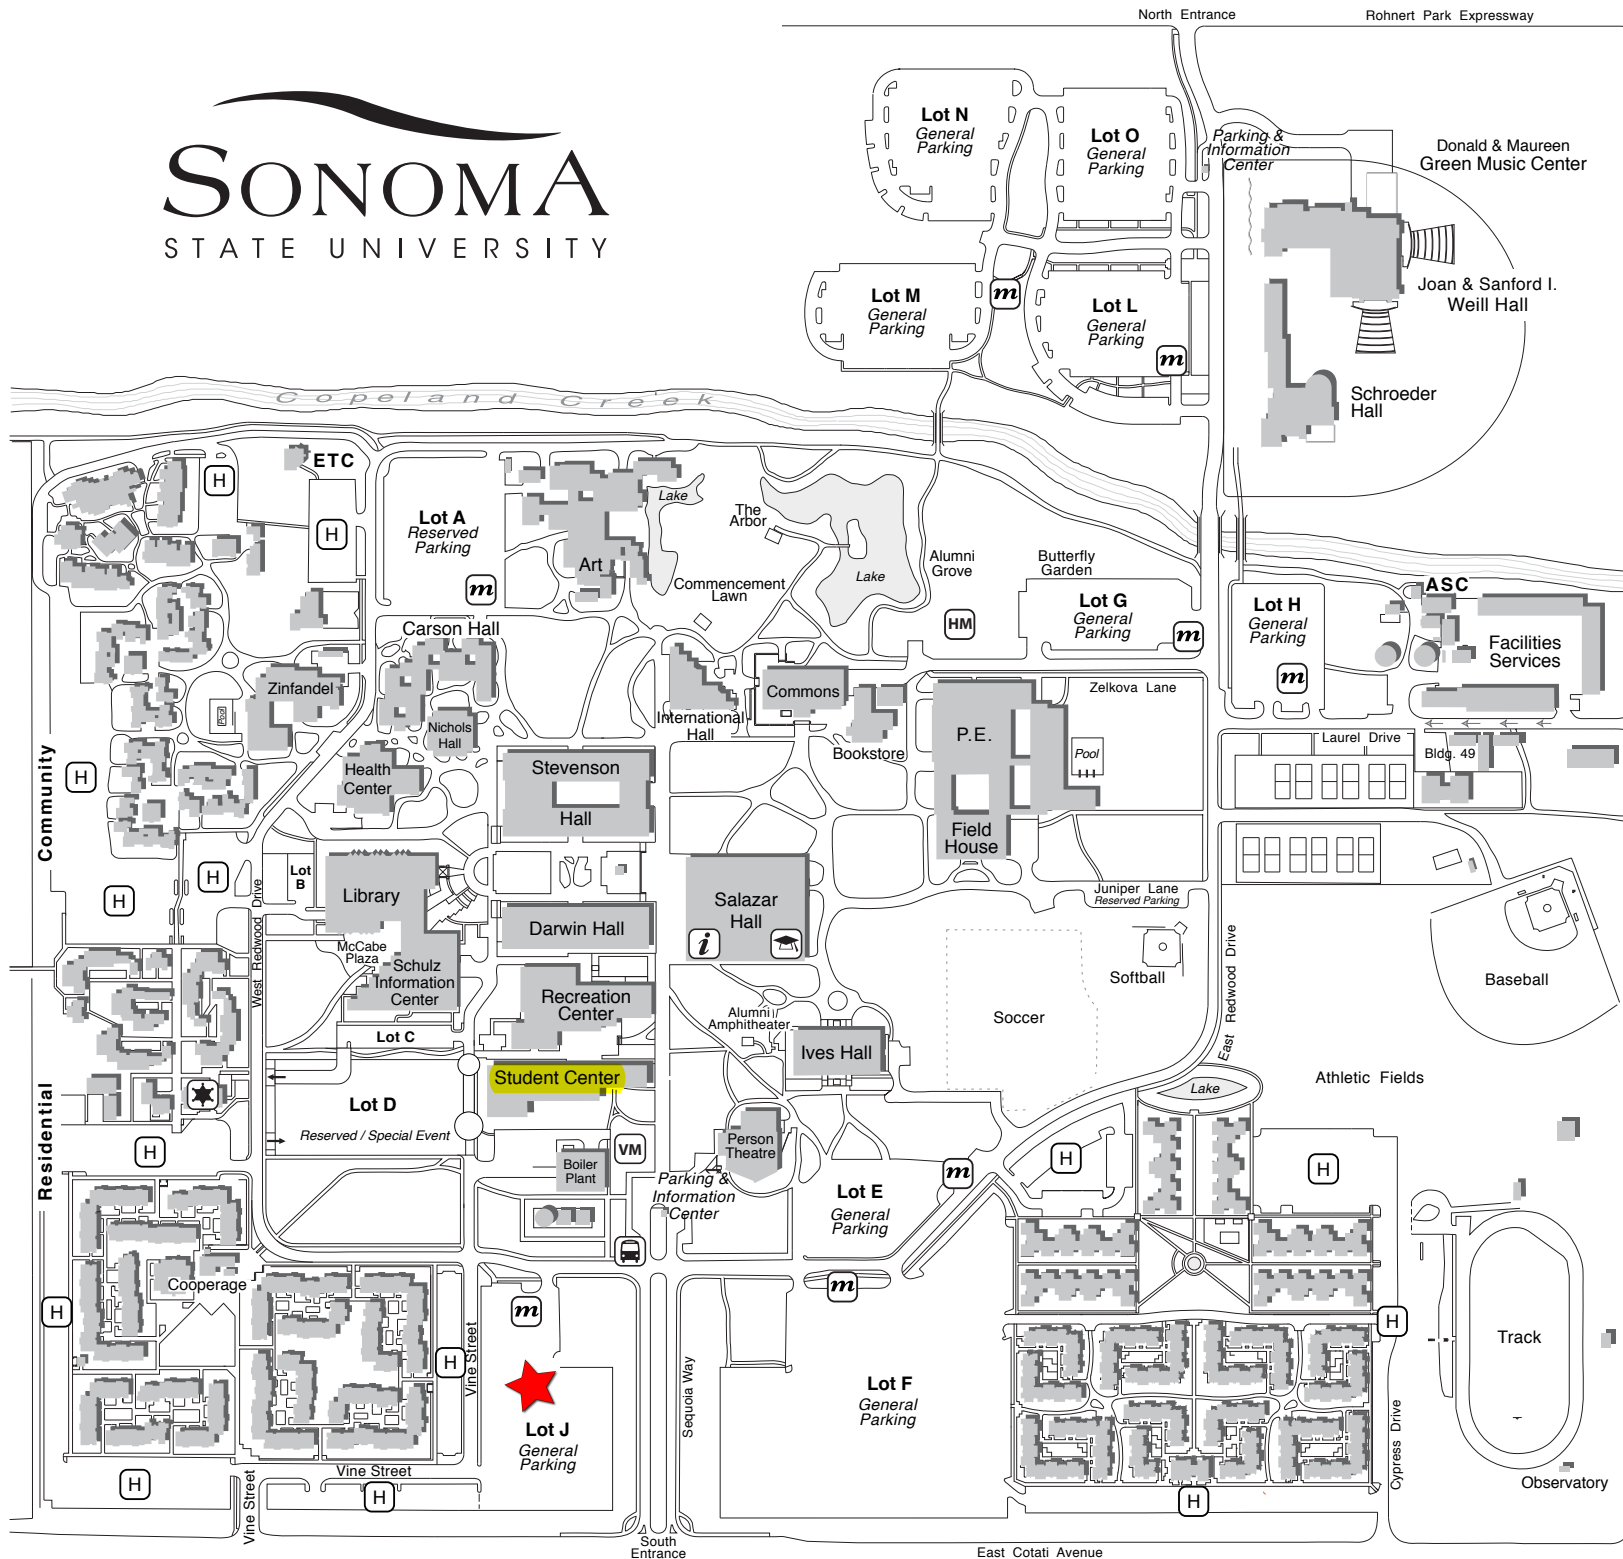 North Entrance
Rohnert Park Expressway
SONOMA
STATE UNIVERSITY
Lot N
General
Parking
Lot O
General
Parking
Parking &
Information
Center
Donald & Maureen
Green Music Center
Lot M
General
Parking
m
Lot L
General
Parking
m
Joan & Sanford I.
Weill Hall
Schroeder
Hall
Copeland Creek
H
ETC
H
Lot A
Reserved
Parking
m
Art
Lake
The
Arbor
Commencement
Lawn
Lake
Alumni
Grove
HM
Butterfly
Garden
Lot G
General
Parking
m
Lot H
General
Parking
m
ASC
Facilities
Services
Carson Hall
Zinfandel
Pool
Nichols
Hall
Health
Center
International
Hall
Commons
Bookstore
P.E.
Pool
Zelkova Lane
Laurel Drive
Bldg. 49
Community
H
Stevenson
Hall
Field
House
H
H
Lot
B
Library
Darwin Hall
Salazar
Hall
i
Juniper Lane
Reserved Parking
West Redwood Drive
McCabe
Plaza
Schulz
Information
Center
Recreation
Center
Softball
East Redwood Drive
Baseball
Alumni
Amphitheater
Soccer
Lot C
Ives Hall
Student Center
Lake
Athletic Fields
Residential
Lot D
Reserved / Special Event
H
Boiler
Plant
VM
Person
Theatre
Parking &
Information
Center
Lot E
General
Parking
m
H
H
Cooperage
H
m
m
H
Track
H
Vine Street
Lot J
General
Parking
Sequoia Way
Lot F
General
Parking
Cypress Drive
Observatory
H
Vine Street
Vine Street
H
H
South
Entrance
East Cotati Avenue